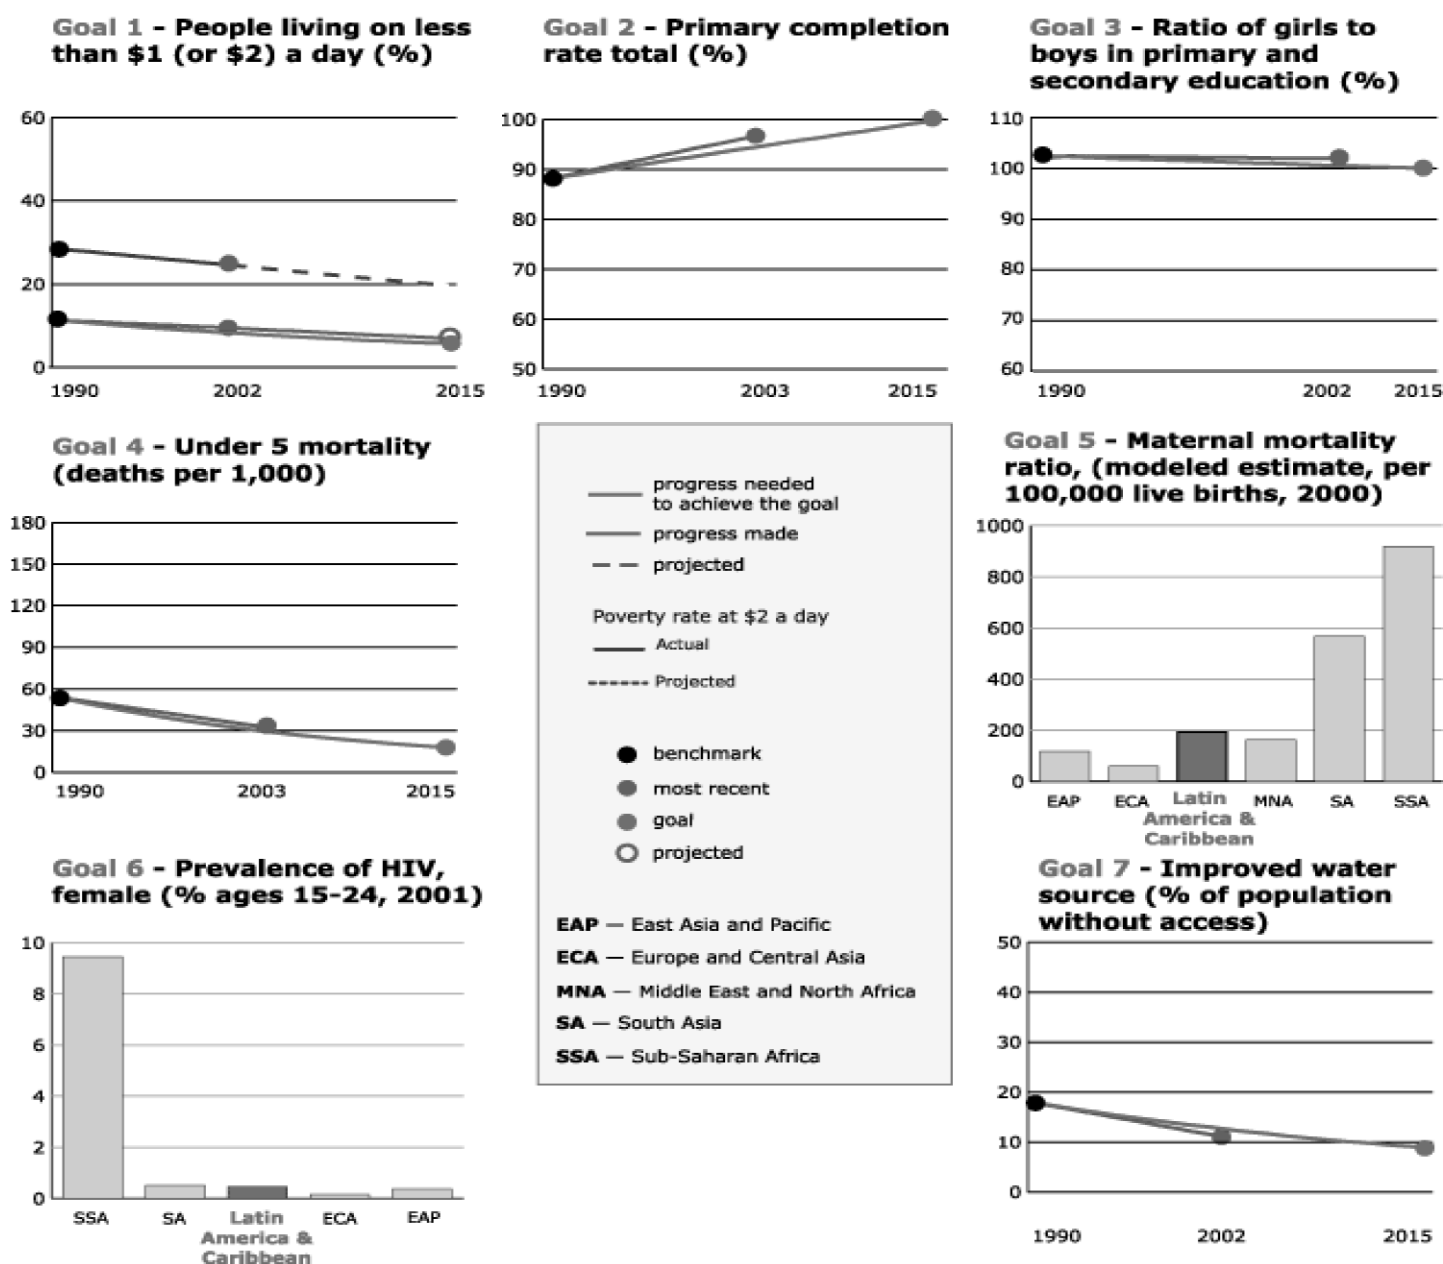 Goal 1 - People living on less
than $1 (or $2) a day (%)
60
40
20
0
1990 2002 2015
Goal 2 - Primary completion
rate total (%)
100
90
80
70
60
50
1990 2003 2015
Goal 3 - Ratio of girls to
boys in primary and
secondary education (%)
110
100
90
80
70
60
1990 2002 2015
Goal 4 - Under 5 mortality
(deaths per 1,000)
180
150
120
90
60
30
0
1990 2003 2015
progress needed
to achieve the goal
progress made
projected
Poverty rate at $2 a day
Actual
Projected
benchmark
most recent
goal
projected
EAP — East Asia and Pacific
ECA — Europe and Central Asia
MNA — Middle East and North Africa
SA — South Asia
SSA — Sub-Saharan Africa
Goal 5 - Maternal mortality
ratio, (modeled estimate, per
100,000 live births, 2000)
1000
800
600
400
200
0
EAP ECA Latin MNA SA SSA
America &
Caribbean
Goal 6 - Prevalence of HIV,
female (% ages 15-24, 2001)
10
8
6
4
2
0
SSA SA Latin ECA EAP
America &
Caribbean
Goal 7 - Improved water
source (% of population
without access)
50
40
30
20
10
0
1990 2002 2015